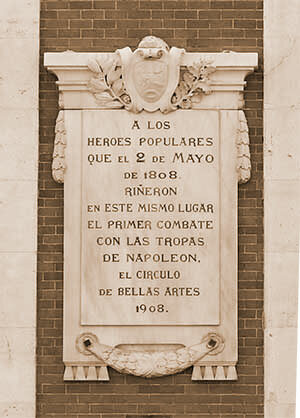 A LOS
HEROES POPULARES
QUE EL 2 DE MAYO
DE 1808
RIÑERON
EN ESTE MISMO LUGAR
EL PRIMER COMBATE
CON LAS TROPAS
DE NAPOLEON,
EL CIRCULO
DE BELLAS ARTES
1908.